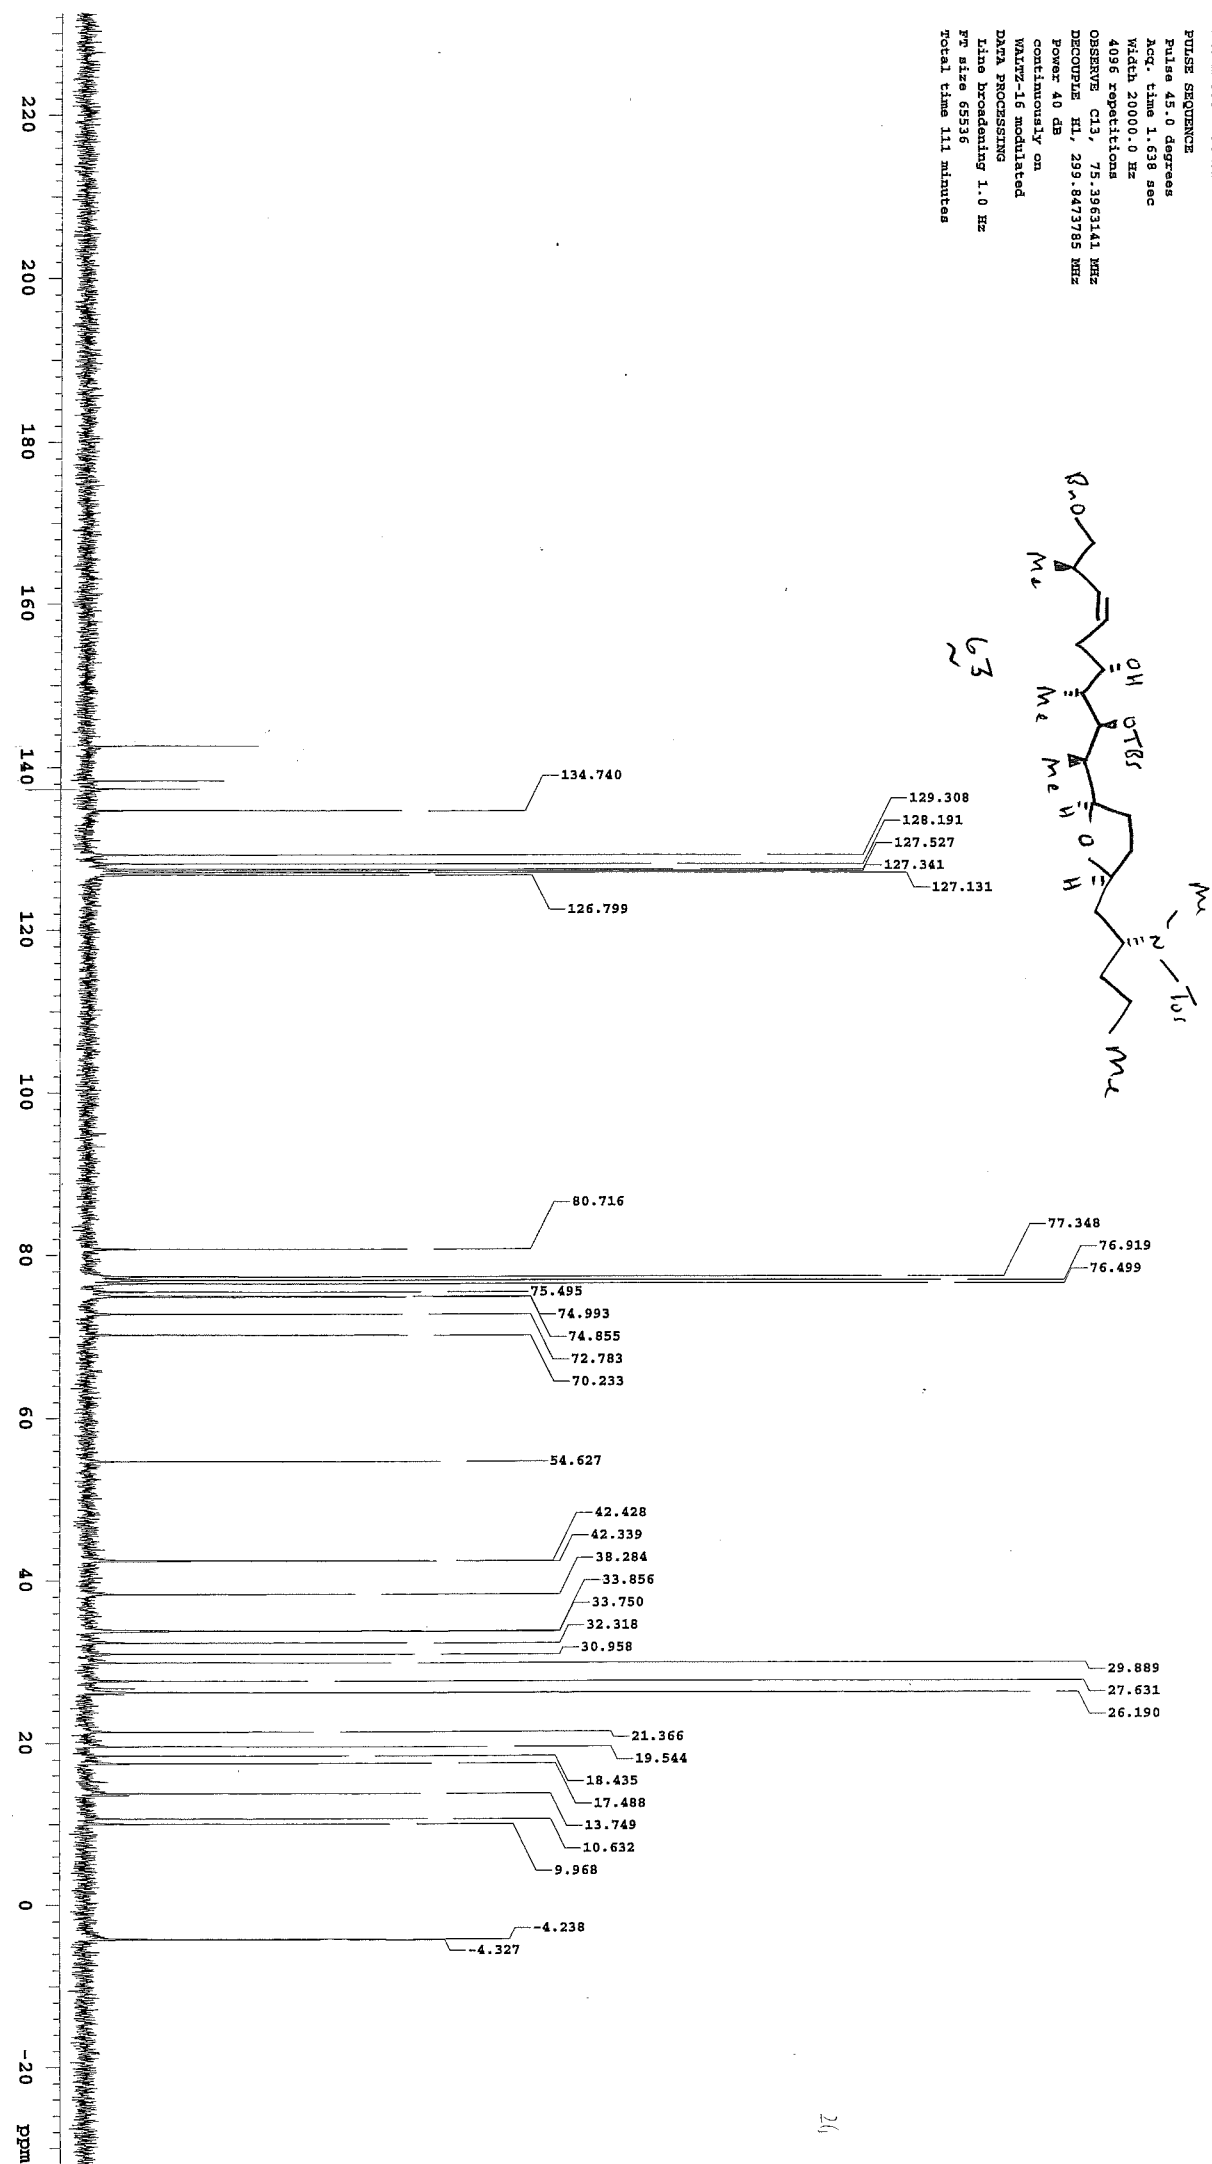 PULSE SEQUENCE
Pulse 45.0 degrees
Acq. time 1.638 sec
Width 20000.0 Hz
4096 repetitions
OBSERVE C13, 75.3963141 MHz
DECOUPLE H1, 299.8473785 MHz
Power 40 dB
continuously on
WALTZ-16 modulated
DATA PROCESSING
Line broadening 1.0 Hz
FT size 65536
Total time 111 minutes
BnO
Me
OH
Me
OTBS
Me
H
O
H
Me
N
Tos
Me
63
134.740
129.308
128.191
127.527
127.341
127.131
126.799
80.716
77.348
76.919
76.499
75.495
74.993
74.855
72.783
70.233
54.627
42.428
42.339
38.284
33.856
33.750
32.318
30.958
29.889
27.631
26.190
21.366
19.544
18.435
17.488
13.749
10.632
9.968
-4.238
-4.327
220 200 180 160 140 120 100 80 60 40 20 0 -20 ppm